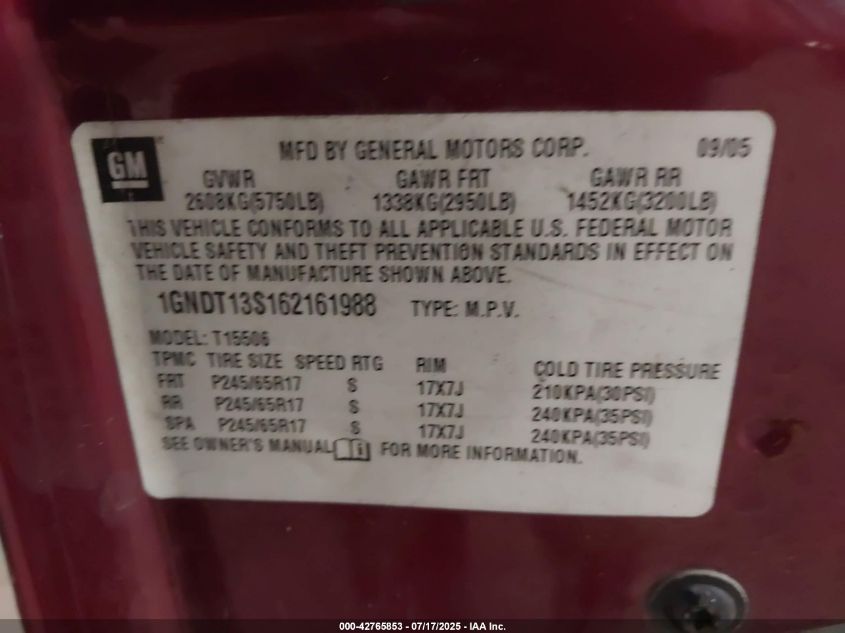 GM
MFD BY GENERAL MOTORS CORP. 09/05
GVWR GAWR FRT GAWR RR
2608KG(5750LB) 1338KG(2950LB) 1452KG(3200LB)
THIS VEHICLE CONFORMS TO ALL APPLICABLE U.S. FEDERAL MOTOR
VEHICLE SAFETY AND THEFT PREVENTION STANDARDS IN EFFECT ON
THE DATE OF MANUFACTURE SHOWN ABOVE.
1GNDT13S162161988 TYPE: M.P.V.
MODEL: T15506
TPMC TIRE SIZE SPEED RTG RIM COLD TIRE PRESSURE
FRT P245/65R17 S 17X7J 210KPA(30PSI)
RR P245/65R17 S 17X7J 240KPA(35PSI)
SPA P245/65R17 S 17X7J 240KPA(35PSI)
SEE OWNER'S MANUAL FOR MORE INFORMATION.
000-42765853 / 07/17/2025 - IAA Inc.